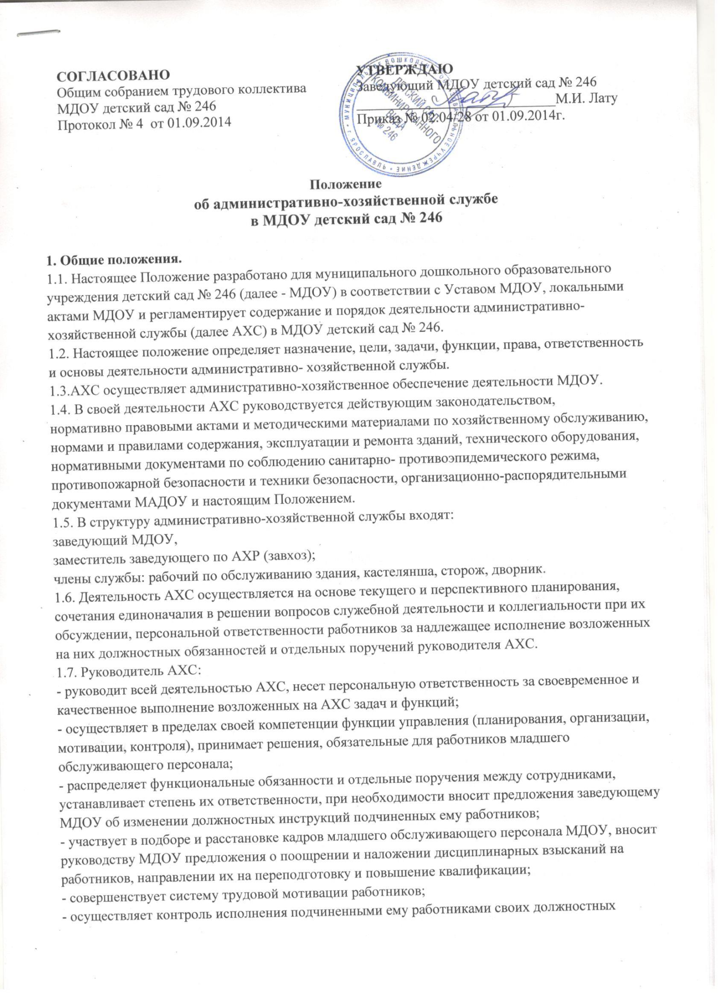 СОГЛАСОВАНО
Общим собранием трудового коллектива
МДОУ детский сад № 246
Протокол № 4 от 01.09.2014
УТВЕРЖДАЮ
Заведующий МДОУ детский сад № 246
М.И. Лату
Приказ № 02.04/28 от 01.09.2014г.
МУНИЦИПАЛЬНОЕ ДОШКОЛЬНОЕ ОБРАЗОВАТЕЛЬНОЕ УЧРЕЖДЕНИЕ * г. ЯРОСЛАВЛЬ *
ДЕТСКИЙ САД
КОМБИНИРОВАННОГО
ВИДА
№ 246
Положение
об административно-хозяйственной службе
в МДОУ детский сад № 246
1. Общие положения.
1.1. Настоящее Положение разработано для муниципального дошкольного образовательного
учреждения детский сад № 246 (далее - МДОУ) в соответствии с Уставом МДОУ, локальными
актами МДОУ и регламентирует содержание и порядок деятельности административно-
хозяйственной службы (далее АХС) в МДОУ детский сад № 246.
1.2. Настоящее положение определяет назначение, цели, задачи, функции, права, ответственность
и основы деятельности административно- хозяйственной службы.
1.3.АХС осуществляет административно-хозяйственное обеспечение деятельности МДОУ.
1.4. В своей деятельности АХС руководствуется действующим законодательством,
нормативно правовыми актами и методическими материалами по хозяйственному обслуживанию,
нормами и правилами содержания, эксплуатации и ремонта зданий, технического оборудования,
нормативными документами по соблюдению санитарно- противоэпидемического режима,
противопожарной безопасности и техники безопасности, организационно-распорядительными
документами МАДОУ и настоящим Положением.
1.5. В структуру административно-хозяйственной службы входят:
заведующий МДОУ,
заместитель заведующего по АХР (завхоз);
члены службы: рабочий по обслуживанию здания, кастелянша, сторож, дворник.
1.6. Деятельность АХС осуществляется на основе текущего и перспективного планирования,
сочетания единоначалия в решении вопросов служебной деятельности и коллегиальности при их
обсуждении, персональной ответственности работников за надлежащее исполнение возложенных
на них должностных обязанностей и отдельных поручений руководителя АХС.
1.7. Руководитель АХС:
- руководит всей деятельностью АХС, несет персональную ответственность за своевременное и
качественное выполнение возложенных на АХС задач и функций;
- осуществляет в пределах своей компетенции функции управления (планирования, организации,
мотивации, контроля), принимает решения, обязательные для работников младшего
обслуживающего персонала;
- распределяет функциональные обязанности и отдельные поручения между сотрудниками,
устанавливает степень их ответственности, при необходимости вносит предложения заведующему
МДОУ об изменении должностных инструкций подчиненных ему работников;
- участвует в подборе и расстановке кадров младшего обслуживающего персонала МДОУ, вносит
руководству МДОУ предложения о поощрении и наложении дисциплинарных взысканий на
работников, направлении их на переподготовку и повышение квалификации;
- совершенствует систему трудовой мотивации работников;
- осуществляет контроль исполнения подчиненными ему работниками своих должностных